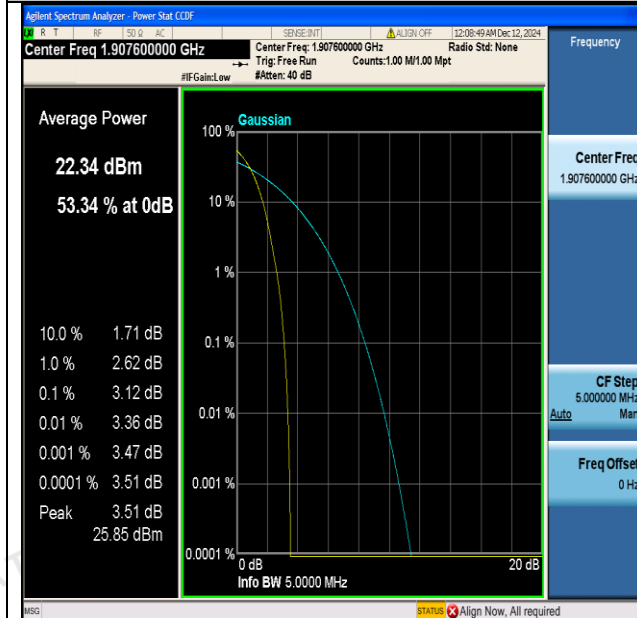 Agilent Spectrum Analyzer - Power Stat CCDF
LXI R T RF 50 Ω AC SENSE:INT ALIGN OFF 12:08:49 AM Dec 12, 2024
Center Freq 1.907600000 GHz
Center Freq: 1.907600000 GHz Radio Std: None
Trig: Free Run Counts:1.00 M/1.00 Mpt
#IFGain:Low #Atten: 40 dB
Frequency
Average Power
22.34 dBm
53.34 % at 0dB
10.0 % 1.71 dB
1.0 % 2.62 dB
0.1 % 3.12 dB
0.01 % 3.36 dB
0.001 % 3.47 dB
0.0001 % 3.51 dB
Peak 3.51 dB
25.85 dBm
Gaussian
100 %
10 %
1 %
0.1 %
0.01 %
0.001 %
0.0001 %
0 dB 20 dB
Info BW 5.0000 MHz
Center Freq
1.907600000 GHz
CF Step
5.000000 MHz
Auto Man
Freq Offset
0 Hz
MSG STATUS Align Now, All required